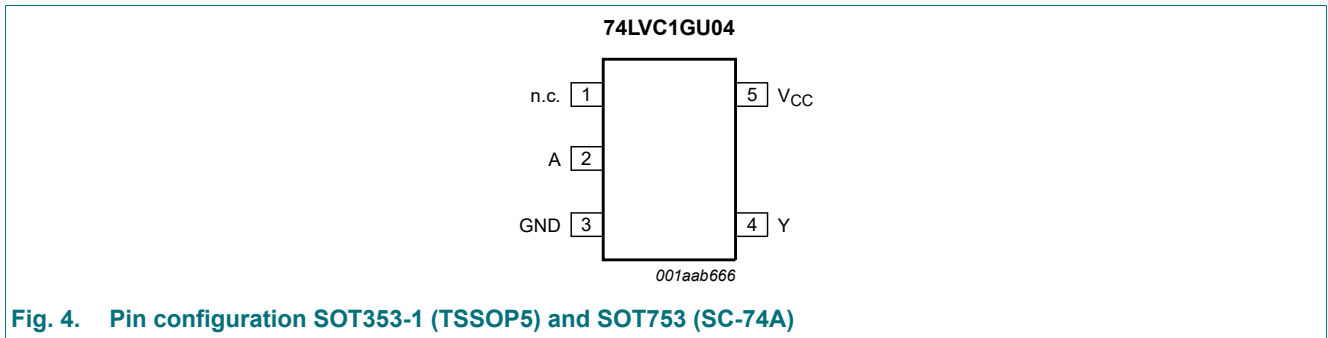 74LVC1GU04
n.c. 1
5 VCC
A 2
GND 3
4 Y
001aab666
Fig. 4. Pin configuration SOT353-1 (TSSOP5) and SOT753 (SC-74A)